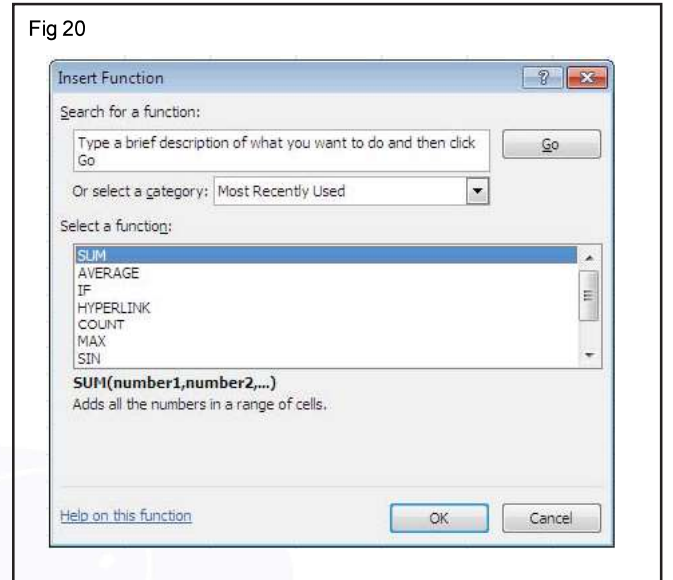 Fig 20
Insert Function
Search for a function:
Type a brief description of what you want to do and then click
Go
Go
Or select a category: Most Recently Used
Select a function:
SUM
AVERAGE
IF
HYPERLINK
COUNT
MAX
SIN
SUM(number1,number2,...)
Adds all the numbers in a range of cells.
Help on this function
OK
Cancel